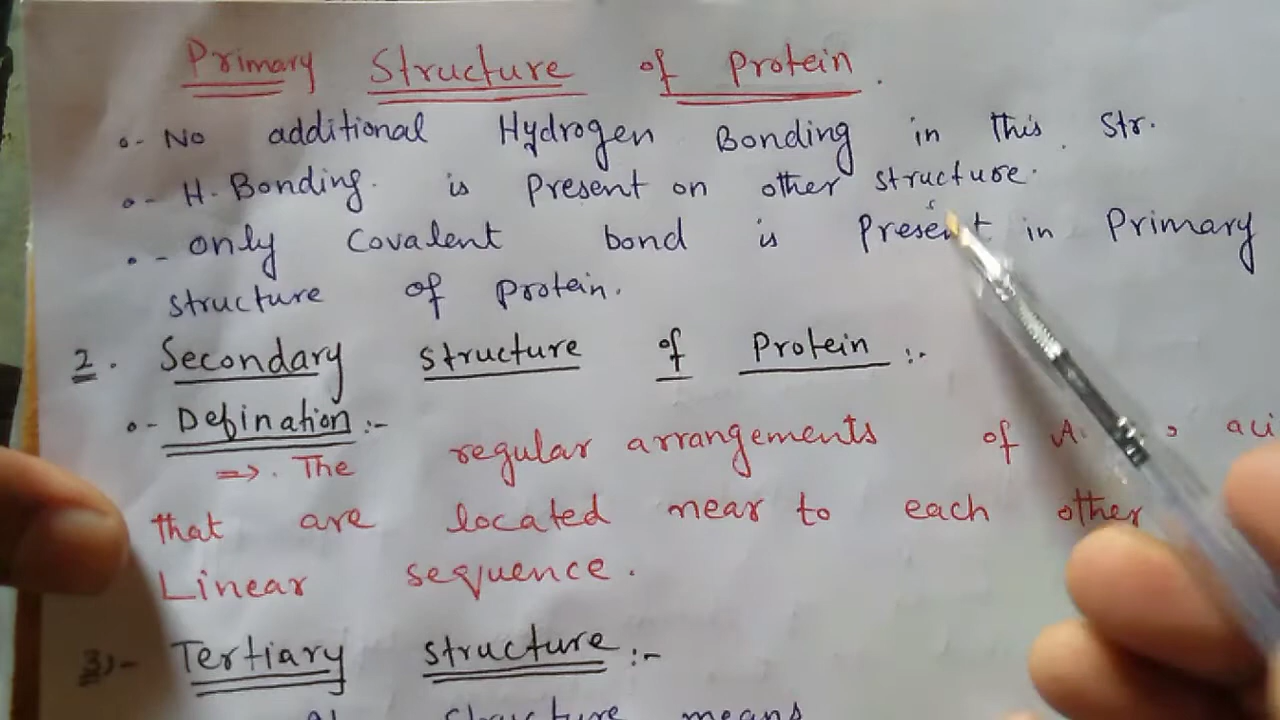 Primary Structure of Protein.
No additional Hydrogen Bonding in this str.
H. Bonding. is present on other structure.
only covalent bond is present in Primary
structure of protein.
2. Secondary structure of Protein :-
Defination :-
=> . The regular arrangements of
that are located near to each other
Linear sequence.
3) :- Tertiary structure :-
structure means